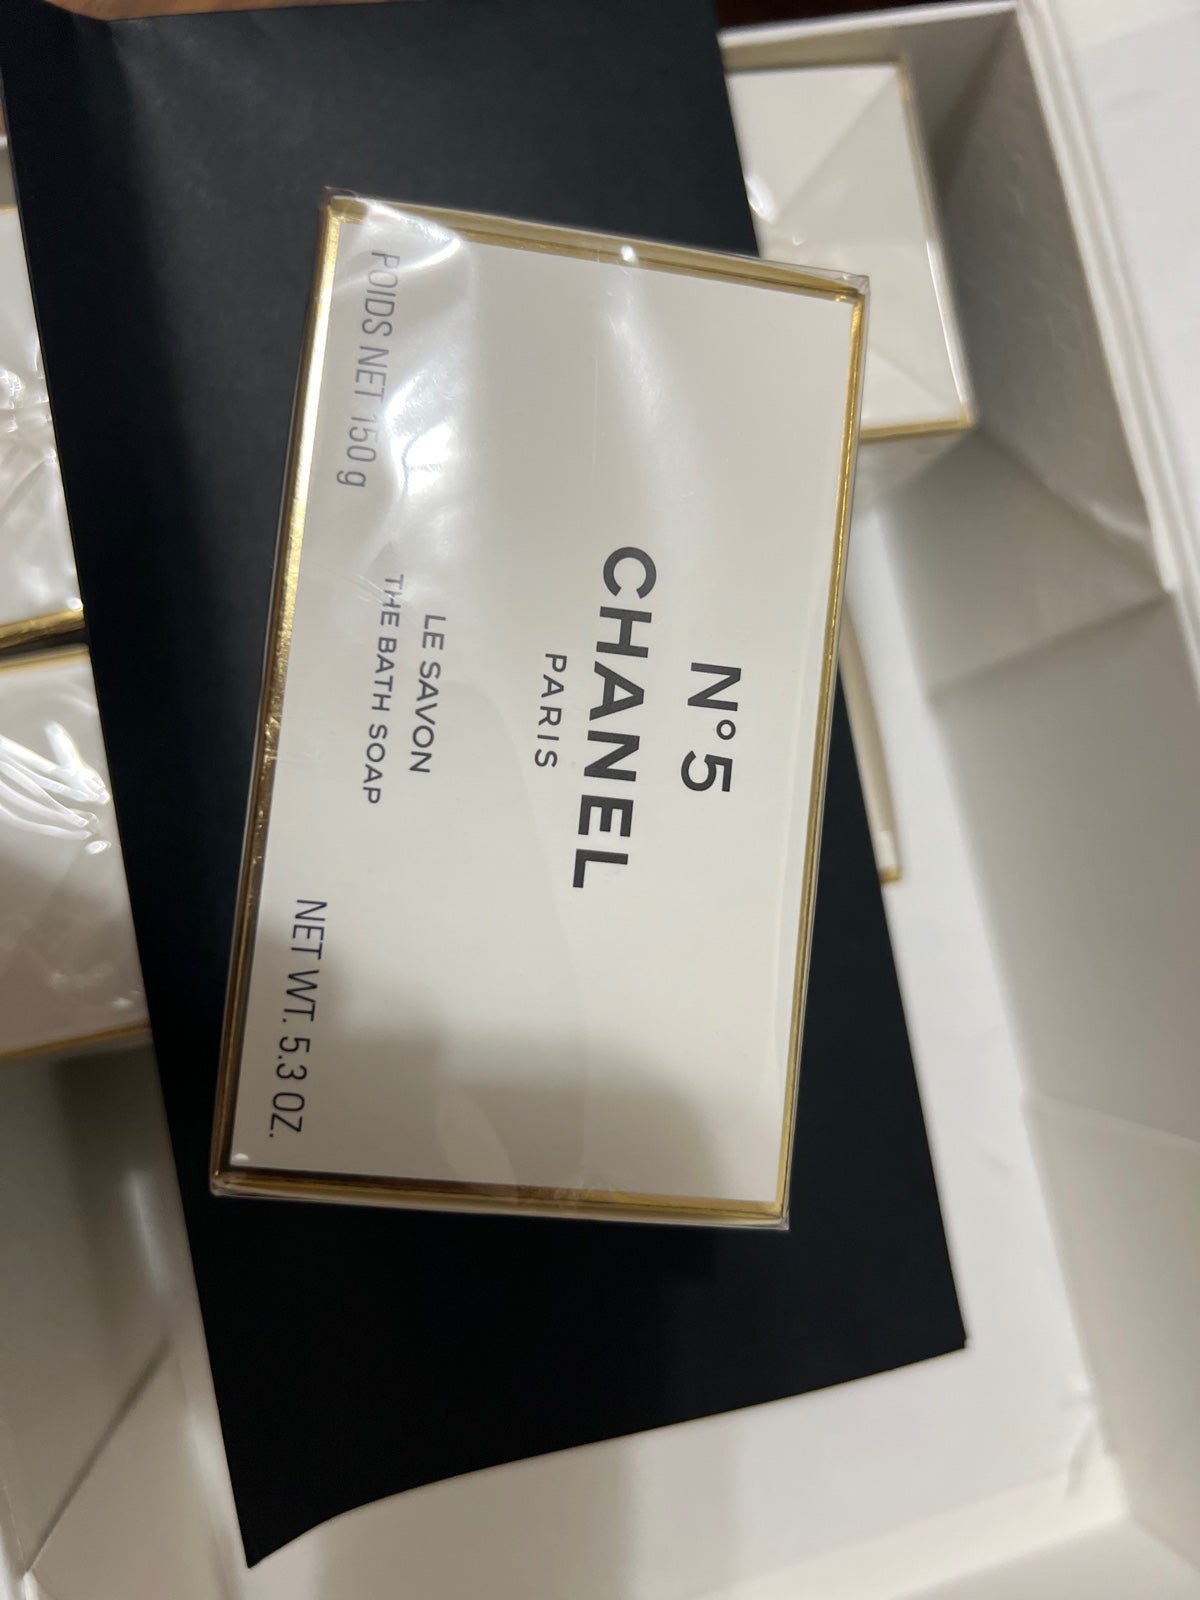 N°5
CHANEL
PARIS
LE SAVON
THE BATH SOAP
POIDS NET 150 g
NET WT. 5.3 OZ.